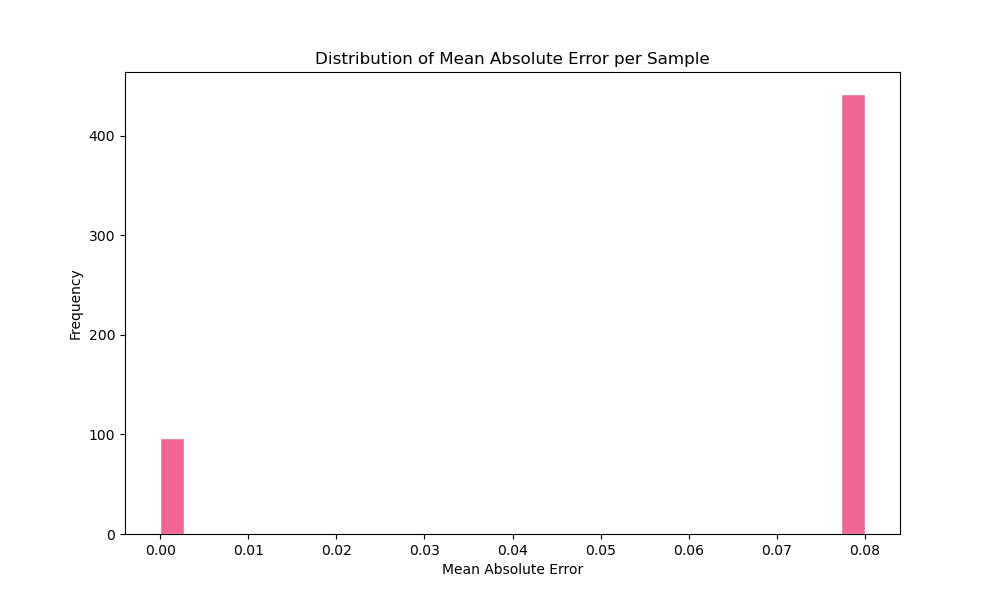 Distribution of Mean Absolute Error per Sample
400
300
200
100
0
Frequency
0.00 0.01 0.02 0.03 0.04 0.05 0.06 0.07 0.08
Mean Absolute Error